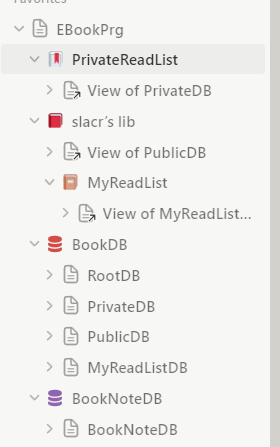 Favorites
EBookPrg
PrivateReadList
View of PrivateDB
slacr's lib
View of PublicDB
MyReadList
View of MyReadList...
BookDB
RootDB
PrivateDB
PublicDB
MyReadListDB
BookNoteDB
BookNoteDB